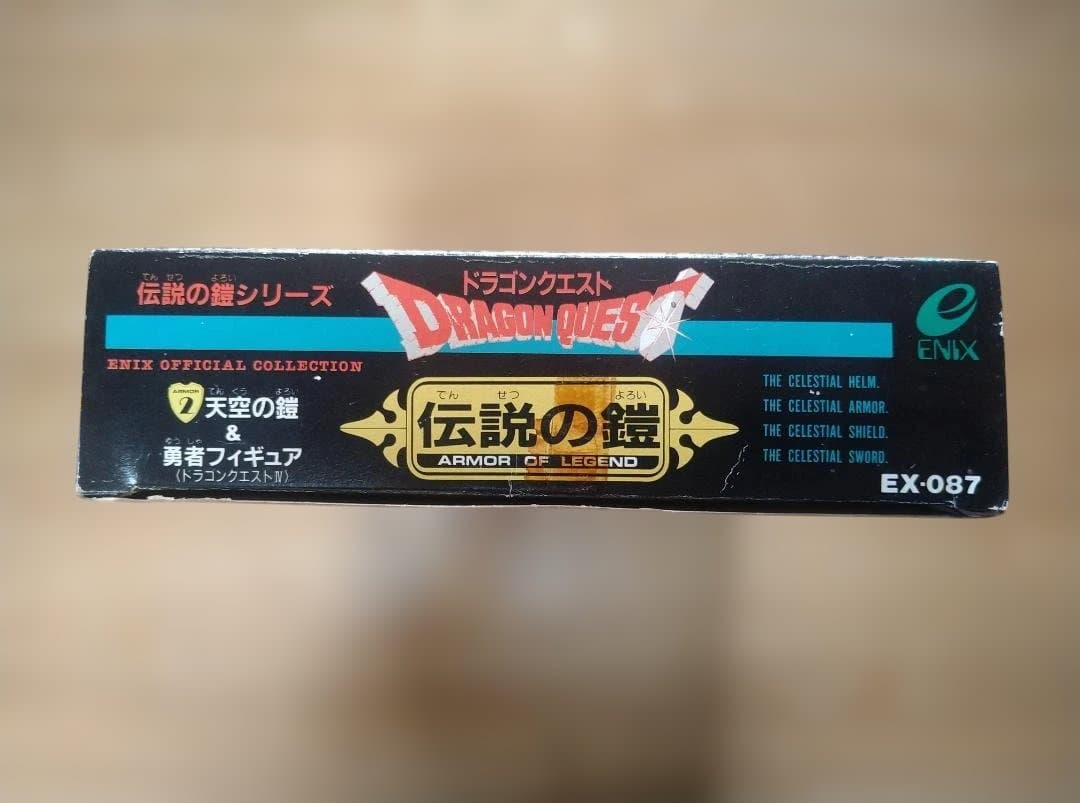 てん せつ よろい
伝説の鎧シリーズ
ENIX OFFICIAL COLLECTION
ARMOR
2
てん くう よろい
天空の鎧
&
ゆう しゃ
勇者フィギュア
(ドラゴンクエストⅣ)
ドラゴンクエスト
DRAGON QUEST
てん せつ よろい
伝説の鎧
ARMOR OF LEGEND
e
ENIX
THE CELESTIAL HELM.
THE CELESTIAL ARMOR.
THE CELESTIAL SHIELD.
THE CELESTIAL SWORD.
EX-087